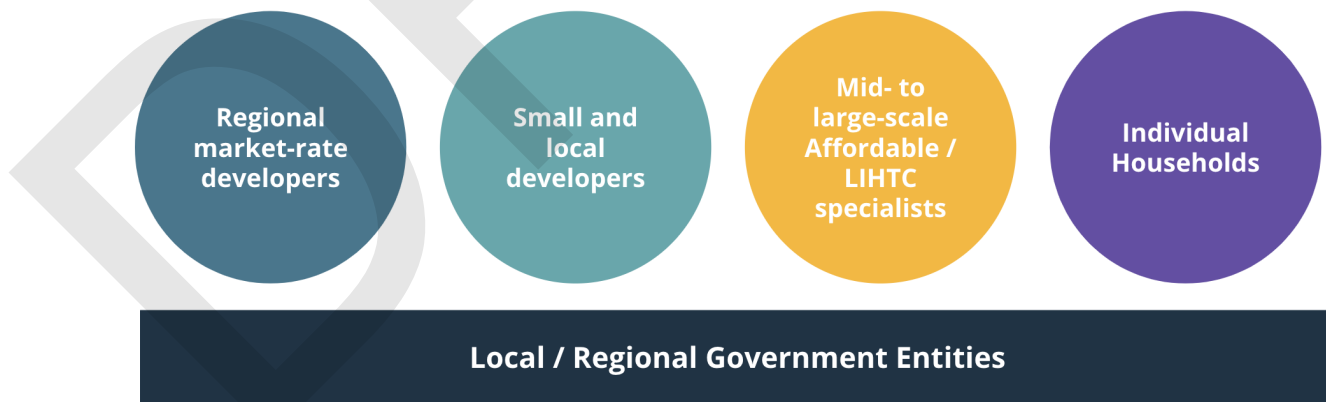 Regional
market-rate
developers
Small and
local
developers
Mid- to
large-scale
Affordable /
LIHTC
specialists
Individual
Households
Local / Regional Government Entities